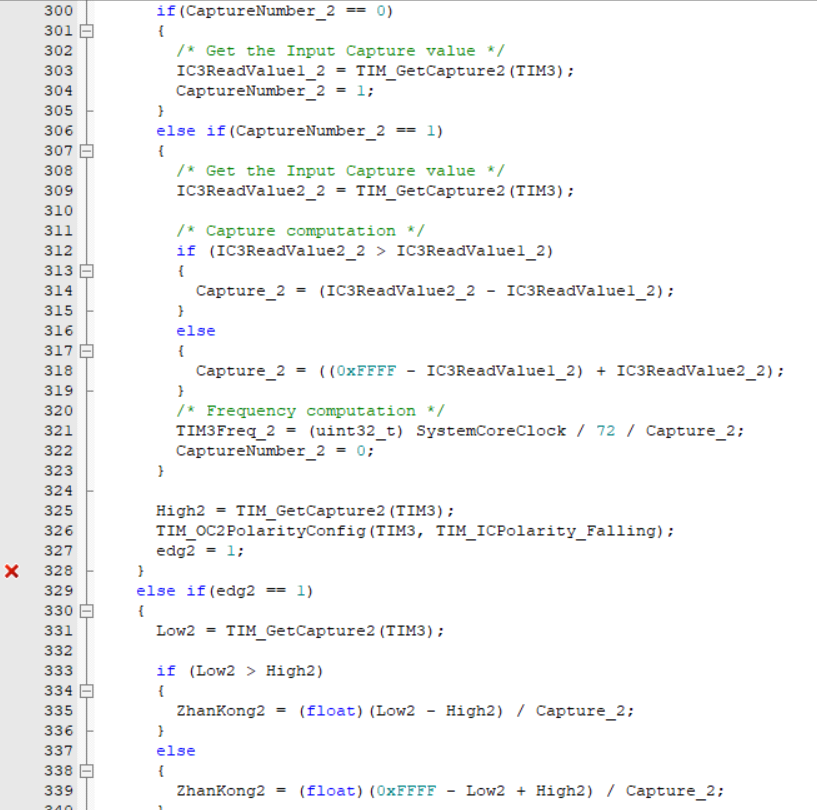 300 if(CaptureNumber_2 == 0)
301 {
302 /* Get the Input Capture value */
303 IC3ReadValue1_2 = TIM_GetCapture2(TIM3);
304 CaptureNumber_2 = 1;
305 }
306 else if(CaptureNumber_2 == 1)
307 {
308 /* Get the Input Capture value */
309 IC3ReadValue2_2 = TIM_GetCapture2(TIM3);
310
311 /* Capture computation */
312 if (IC3ReadValue2_2 > IC3ReadValue1_2)
313 {
314 Capture_2 = (IC3ReadValue2_2 - IC3ReadValue1_2);
315 }
316 else
317 {
318 Capture_2 = ((0xFFFF - IC3ReadValue1_2) + IC3ReadValue2_2);
319 }
320 /* Frequency computation */
321 TIM3Freq_2 = (uint32_t) SystemCoreClock / 72 / Capture_2;
322 CaptureNumber_2 = 0;
323 }
324
325 High2 = TIM_GetCapture2(TIM3);
326 TIM_OC2PolarityConfig(TIM3, TIM_ICPolarity_Falling);
327 edg2 = 1;
328 }
329 else if(edg2 == 1)
330 {
331 Low2 = TIM_GetCapture2(TIM3);
332
333 if (Low2 > High2)
334 {
335 ZhanKong2 = (float)(Low2 - High2) / Capture_2;
336 }
337 else
338 {
339 ZhanKong2 = (float)(0xFFFF - Low2 + High2) / Capture_2;